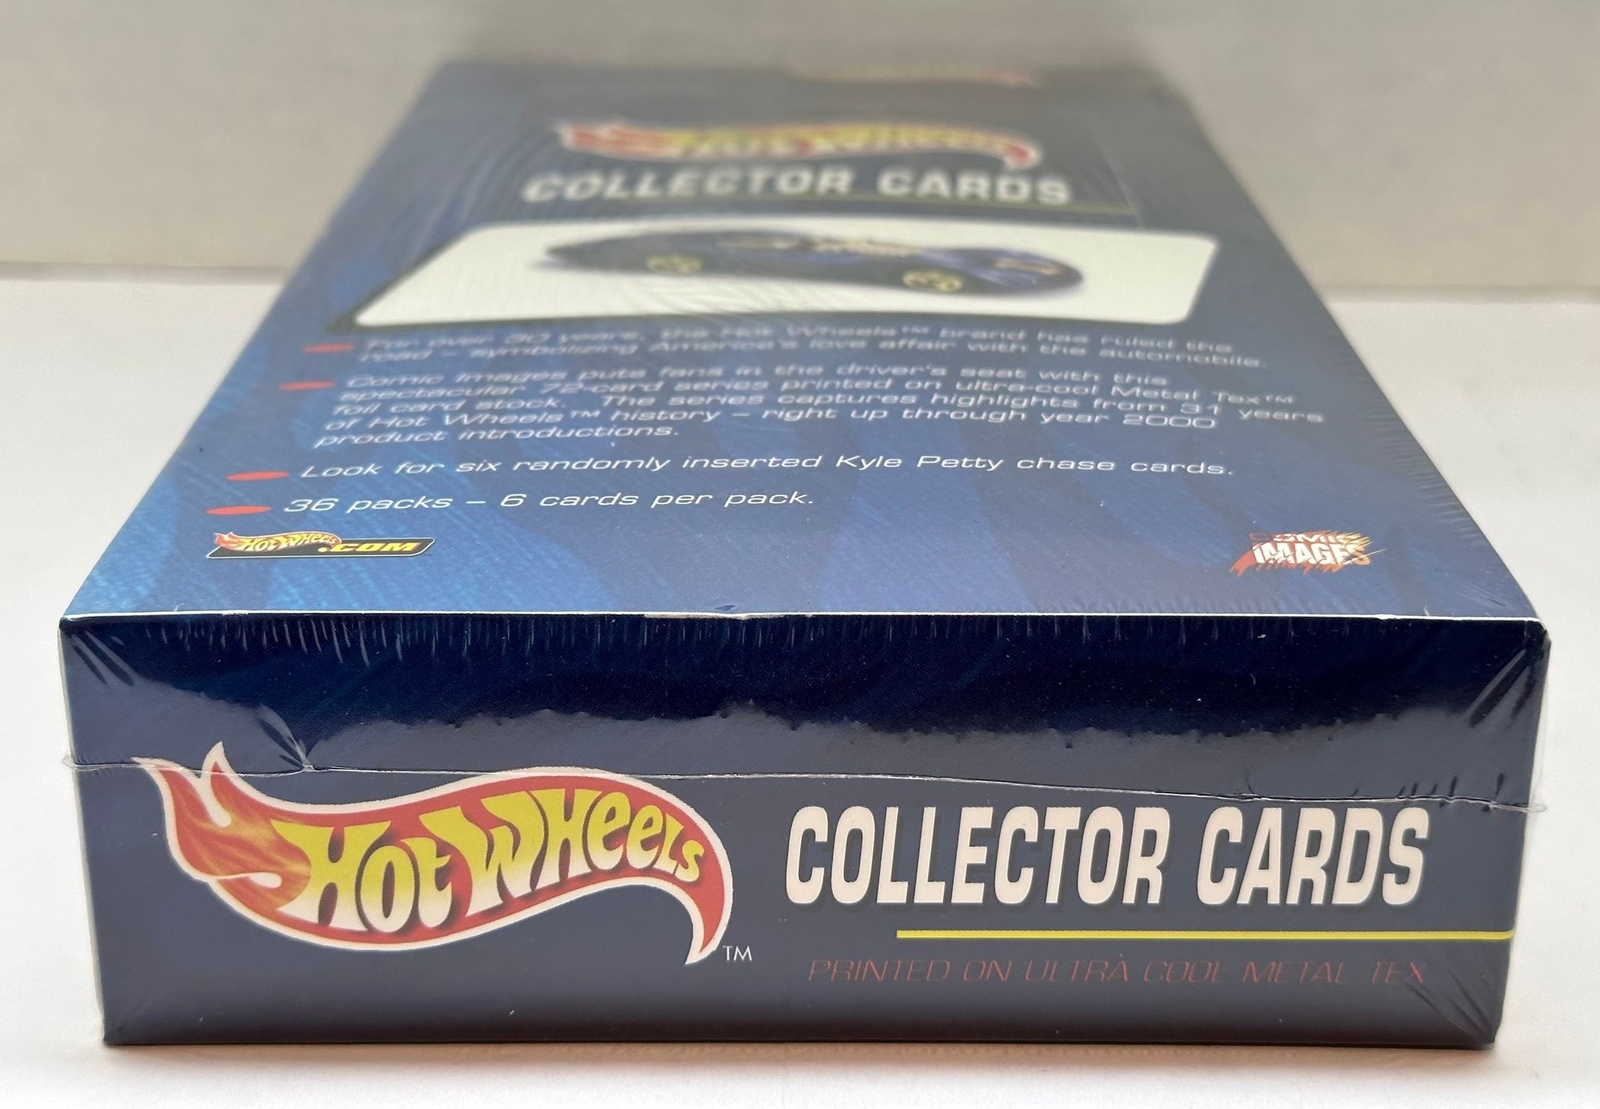 Hot Wheels
COLLECTOR CARDS
For over 30 years, the Hot Wheels™ brand has ruled the
road – symbolizing America's love affair with the automobile.
Comic Images puts fans in the driver's seat with this
spectacular 72-card series printed on ultra-cool Metal Tex™
foil card stock. The series captures highlights from 31 years
of Hot Wheels™ history – right up through year 2000
product introductions.
Look for six randomly inserted Kyle Petty chase cards.
36 packs – 6 cards per pack.
HOT WHEELS.COM
COMIC
IMAGES
HOT WHEELS™
COLLECTOR CARDS
PRINTED ON ULTRA COOL METAL TEX